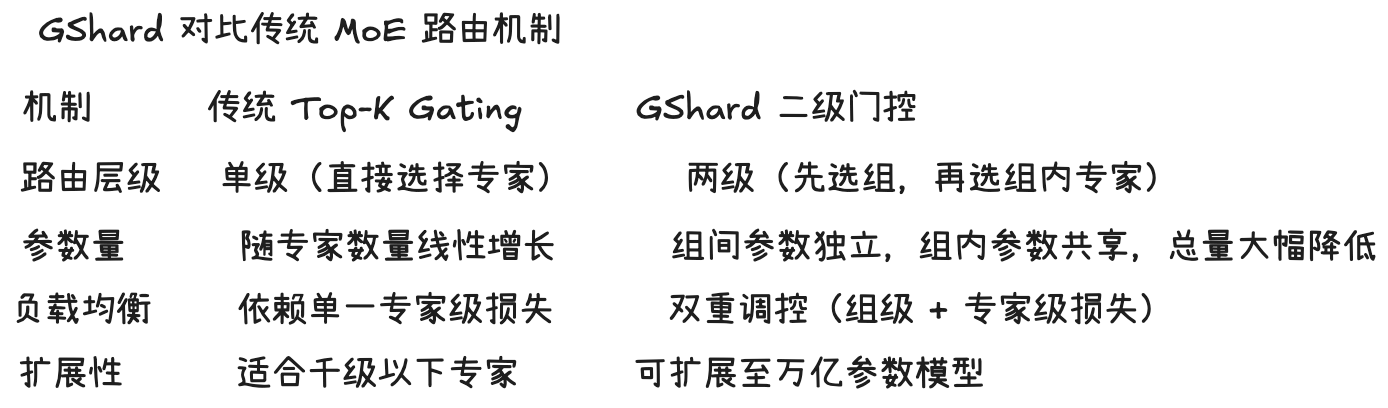 GShard 对比传统 MoE 路由机制
机制 传统 Top-K Gating GShard 二级门控
路由层级 单级（直接选择专家） 两级（先选组，再选组内专家）
参数量 随专家数量线性增长 组间参数独立，组内参数共享，总量大幅降低
负载均衡 依赖单一专家级损失 双重调控（组级 + 专家级损失）
扩展性 适合千级以下专家 可扩展至万亿参数模型